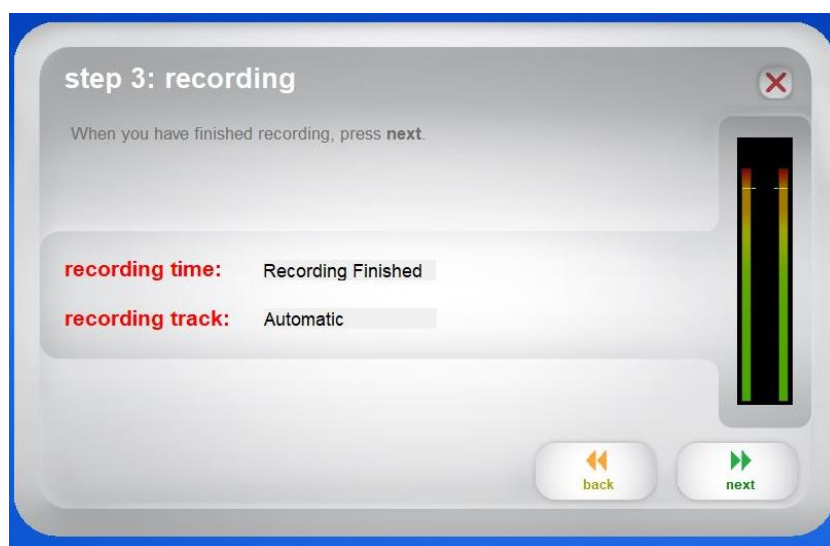 step 3: recording
When you have finished recording, press next.
recording time: Recording Finished
recording track: Automatic
back next